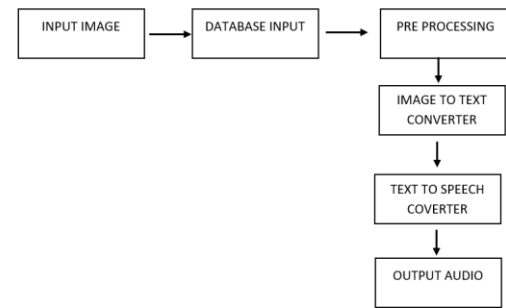 INPUT IMAGE
DATABASE INPUT
PRE PROCESSING
IMAGE TO TEXT
CONVERTER
TEXT TO SPEECH
COVERTER
OUTPUT AUDIO